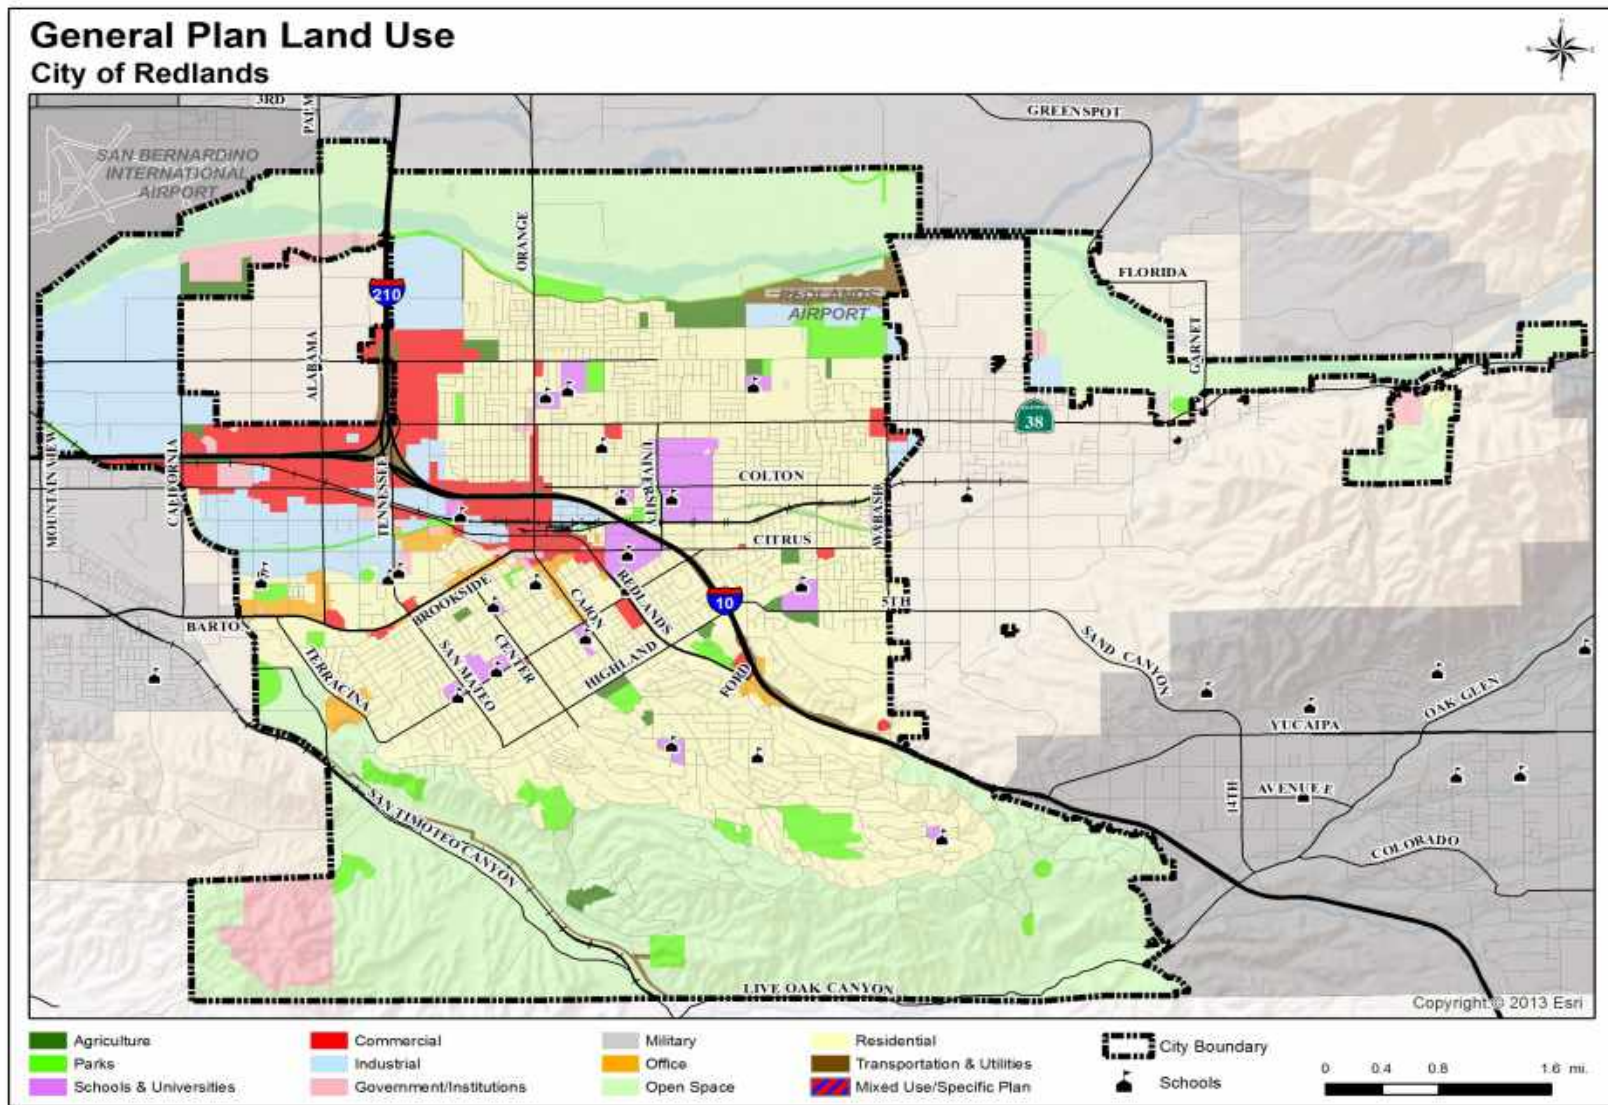 General Plan Land Use
City of Redlands
3RD
PALM
GREENSPOT
SAN BERNARDINO
INTERNATIONAL
AIRPORT
ORANGE
FLORIDA
210
REDLANDS
AIRPORT
ALABAMA
GARNET
38
MOUNTAIN VIEW
CALIFORNIA
TENNESSEE
UNIVERSITY
COLTON
WABASH
CITRUS
BROOKSIDE
REDLANDS
CAJON
10
5TH
BARTON
SAND CANYON
TERRACINA
SAN MATEO
CENTER
HIGHLAND
FORD
OAK GLEN
YUCAIPA
14TH
AVENUE E
SAN TIMOTEO CANYON
COLORADO
LIVE OAK CANYON
Copyright © 2013 Esri
Agriculture
Parks
Schools & Universities
Commercial
Industrial
Government/Institutions
Military
Office
Open Space
Residential
Transportation & Utilities
Mixed Use/Specific Plan
City Boundary
Schools
0 0.4 0.8 1.6 mi.